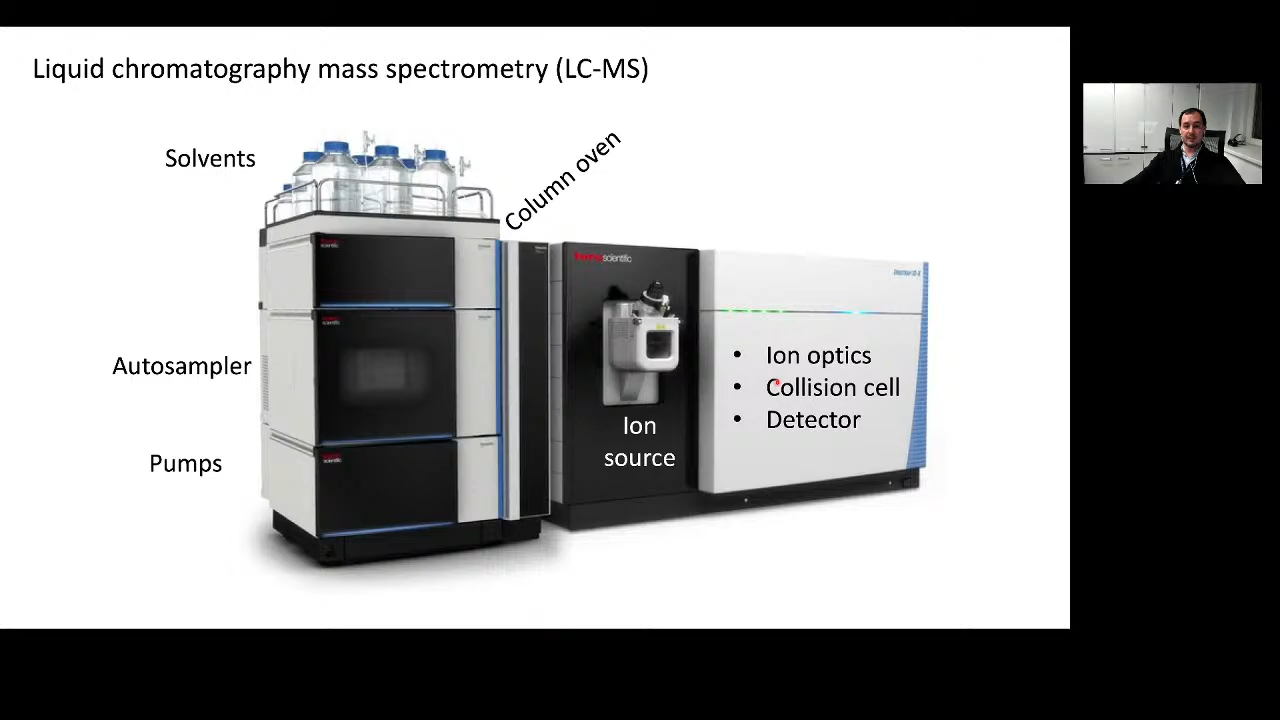 Liquid chromatography mass spectrometry (LC-MS)
Solvents
Column oven
scientific
Autosampler
Pumps
Ion
source
• Ion optics
• Collision cell
• Detector